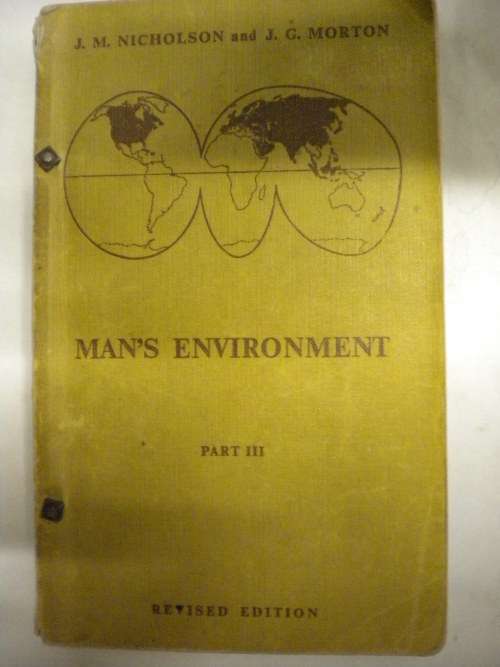 J. M. NICHOLSON and J. C. MORTON
MAN'S ENVIRONMENT
PART III
REVISED EDITION